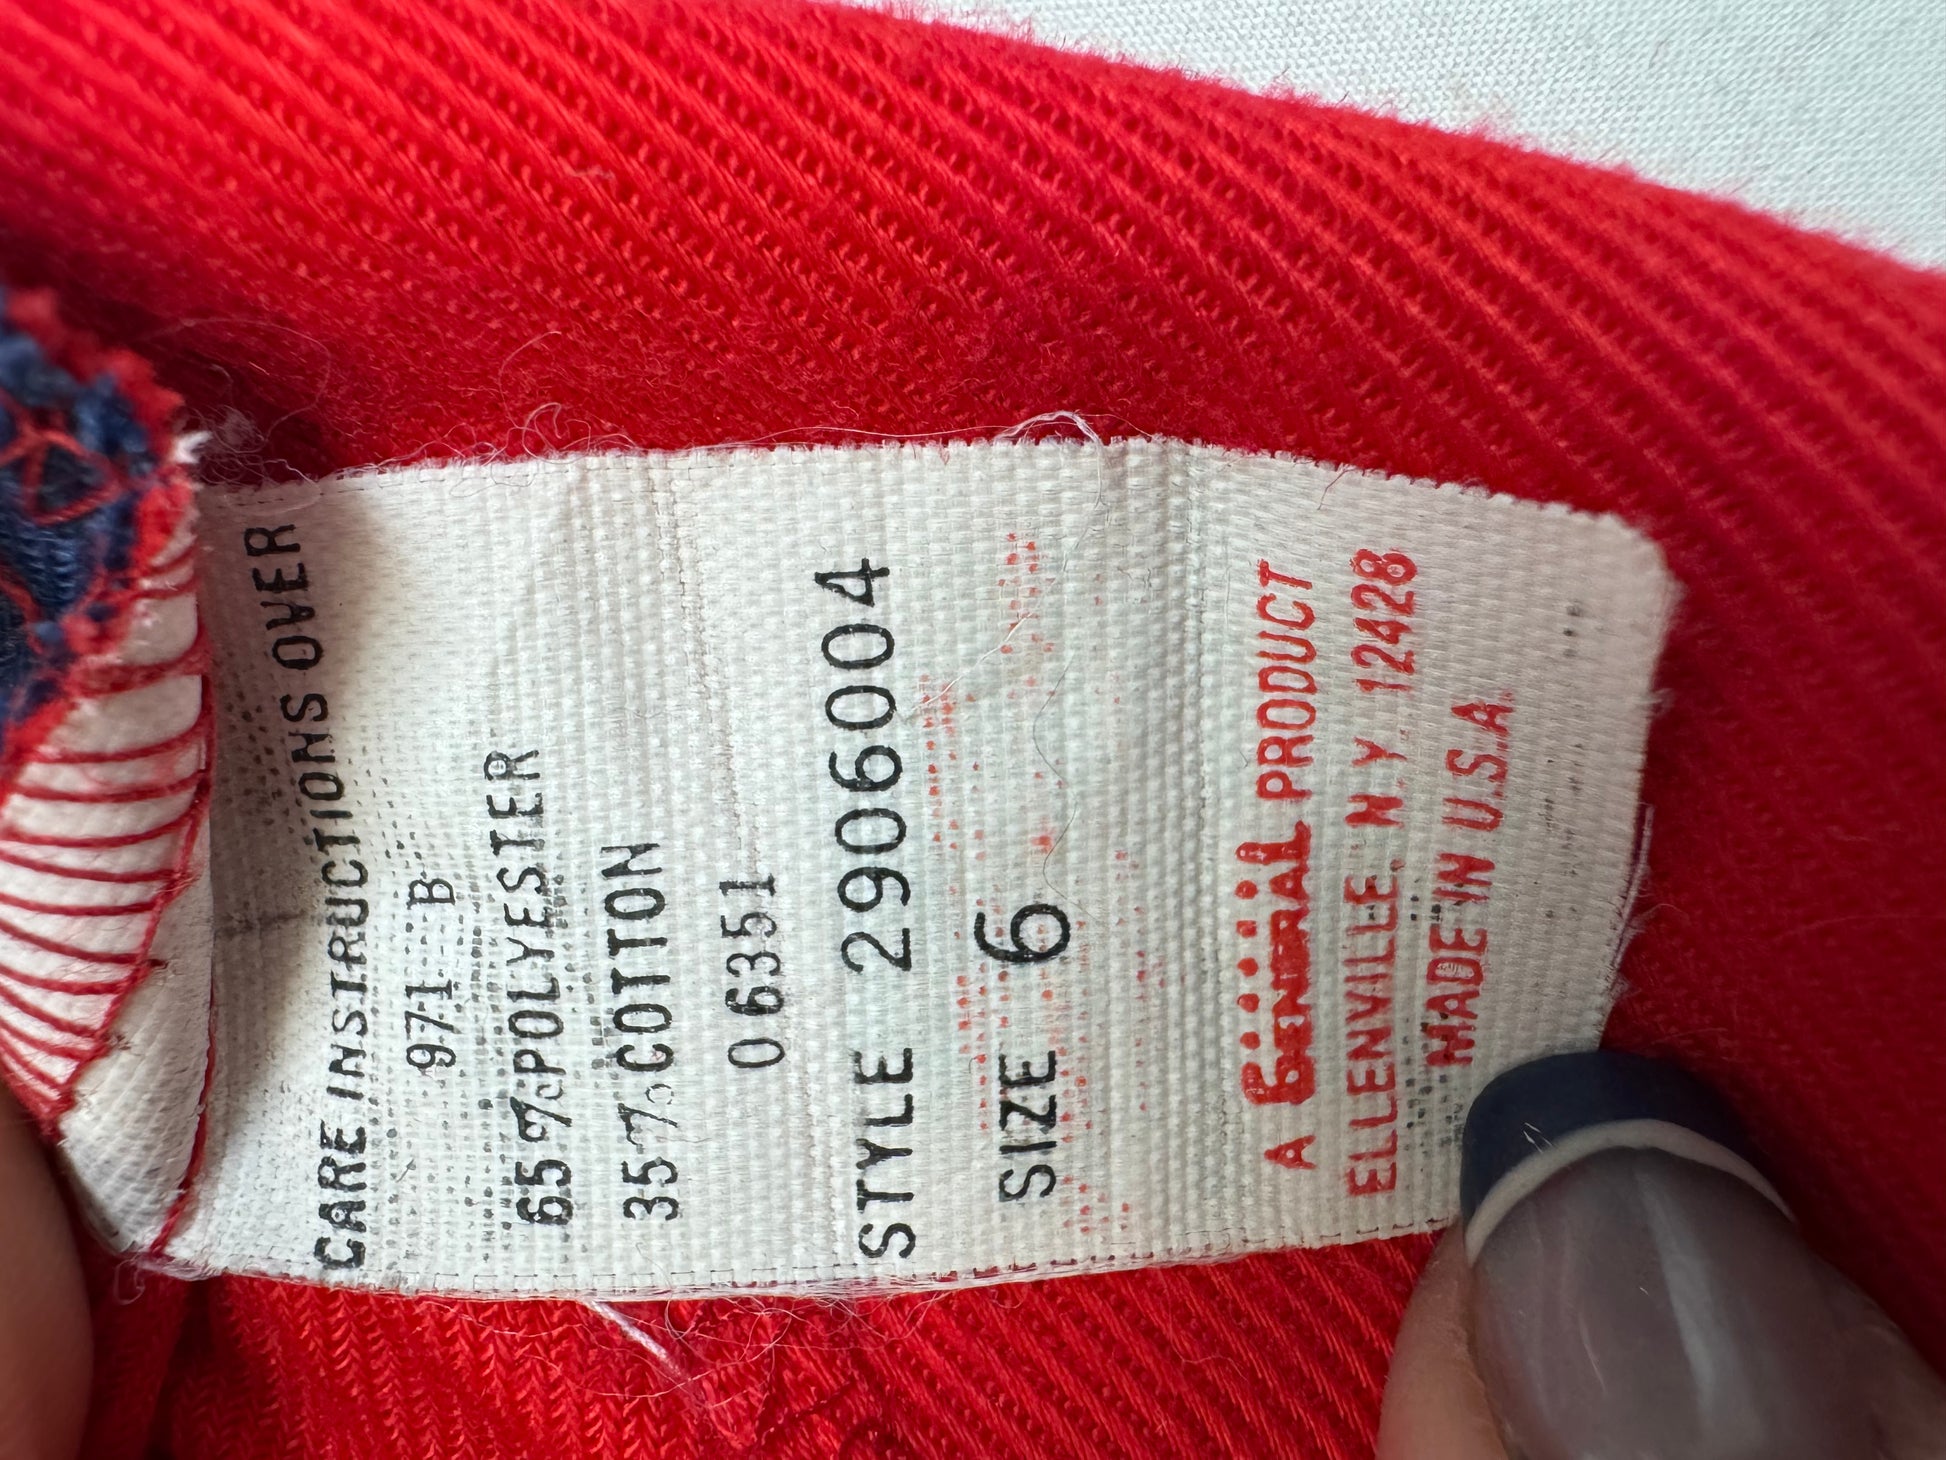 CARE INSTRUCTIONS OVER
971 B
65% POLYESTER
35% COTTON
06351
STYLE 2906004
SIZE 6
A GENERAL PRODUCT
ELLENVILLE, N.Y. 12428
MADE IN U.S.A.